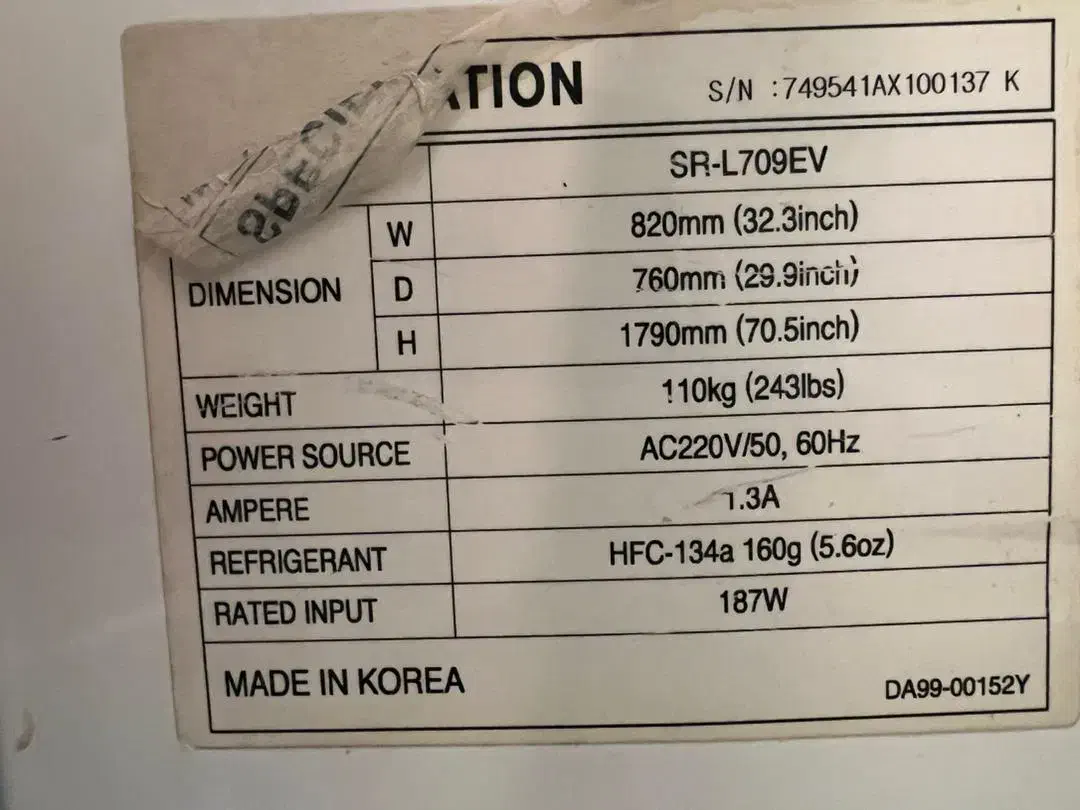 SPECIFICATION
S/N :749541AX100137 K
SR-L709EV
DIMENSION
W 820mm (32.3inch)
D 760mm (29.9inch)
H 1790mm (70.5inch)
WEIGHT 110kg (243lbs)
POWER SOURCE AC220V/50, 60Hz
AMPERE 1.3A
REFRIGERANT HFC-134a 160g (5.6oz)
RATED INPUT 187W
MADE IN KOREA
DA99-00152Y